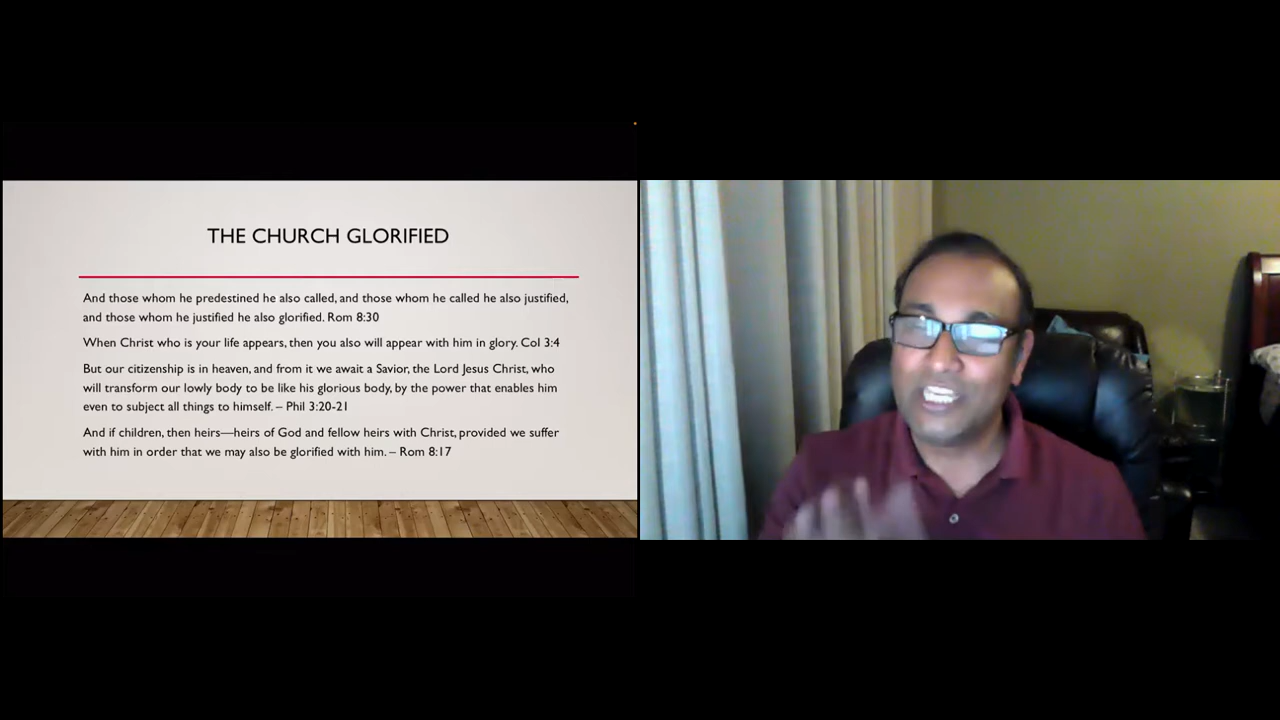 THE CHURCH GLORIFIED
And those whom he predestined he also called, and those whom he called he also justified,
and those whom he justified he also glorified. Rom 8:30
When Christ who is your life appears, then you also will appear with him in glory. Col 3:4
But our citizenship is in heaven, and from it we await a Savior, the Lord Jesus Christ, who
will transform our lowly body to be like his glorious body, by the power that enables him
even to subject all things to himself. – Phil 3:20-21
And if children, then heirs—heirs of God and fellow heirs with Christ, provided we suffer
with him in order that we may also be glorified with him. – Rom 8:17